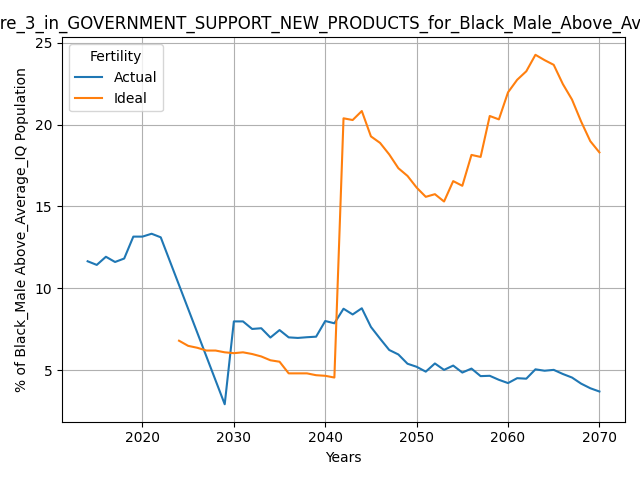 re_3_in_GOVERNMENT_SUPPORT_NEW_PRODUCTS_for_Black_Male_Above_Av
Fertility
Actual
Ideal
% of Black_Male Above_Average_IQ Population
25
20
15
10
5
2020 2030 2040 2050 2060 2070
Years